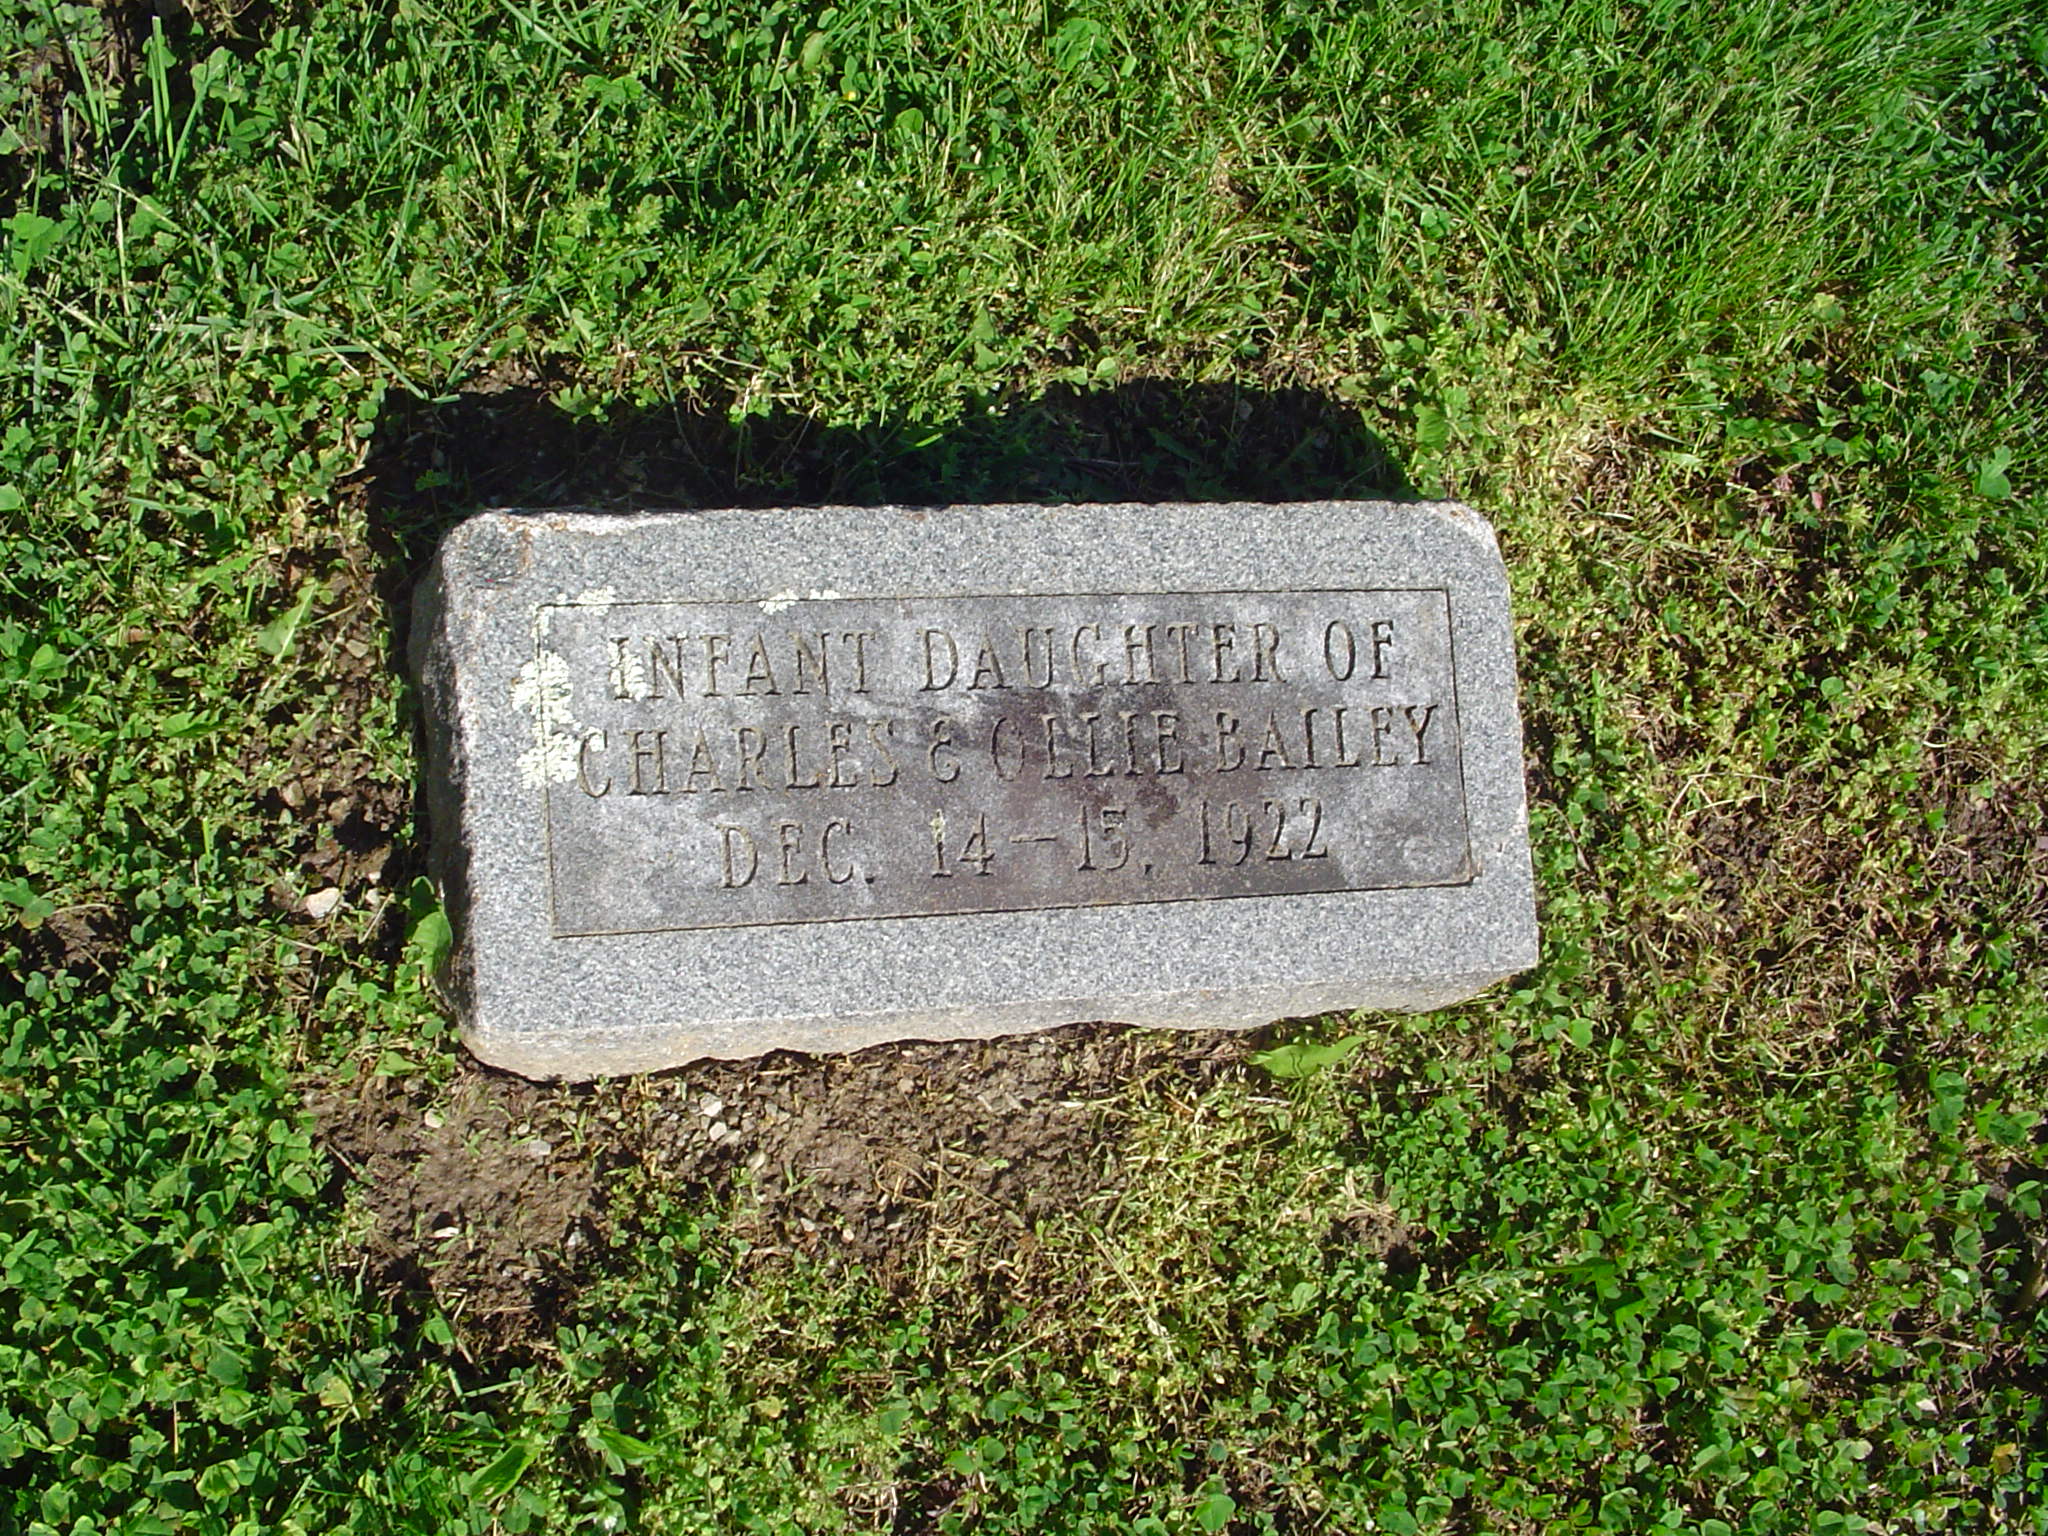 INFANT DAUGHTER OF
CHARLES & OLLIE BAILEY
DEC. 14-15, 1922